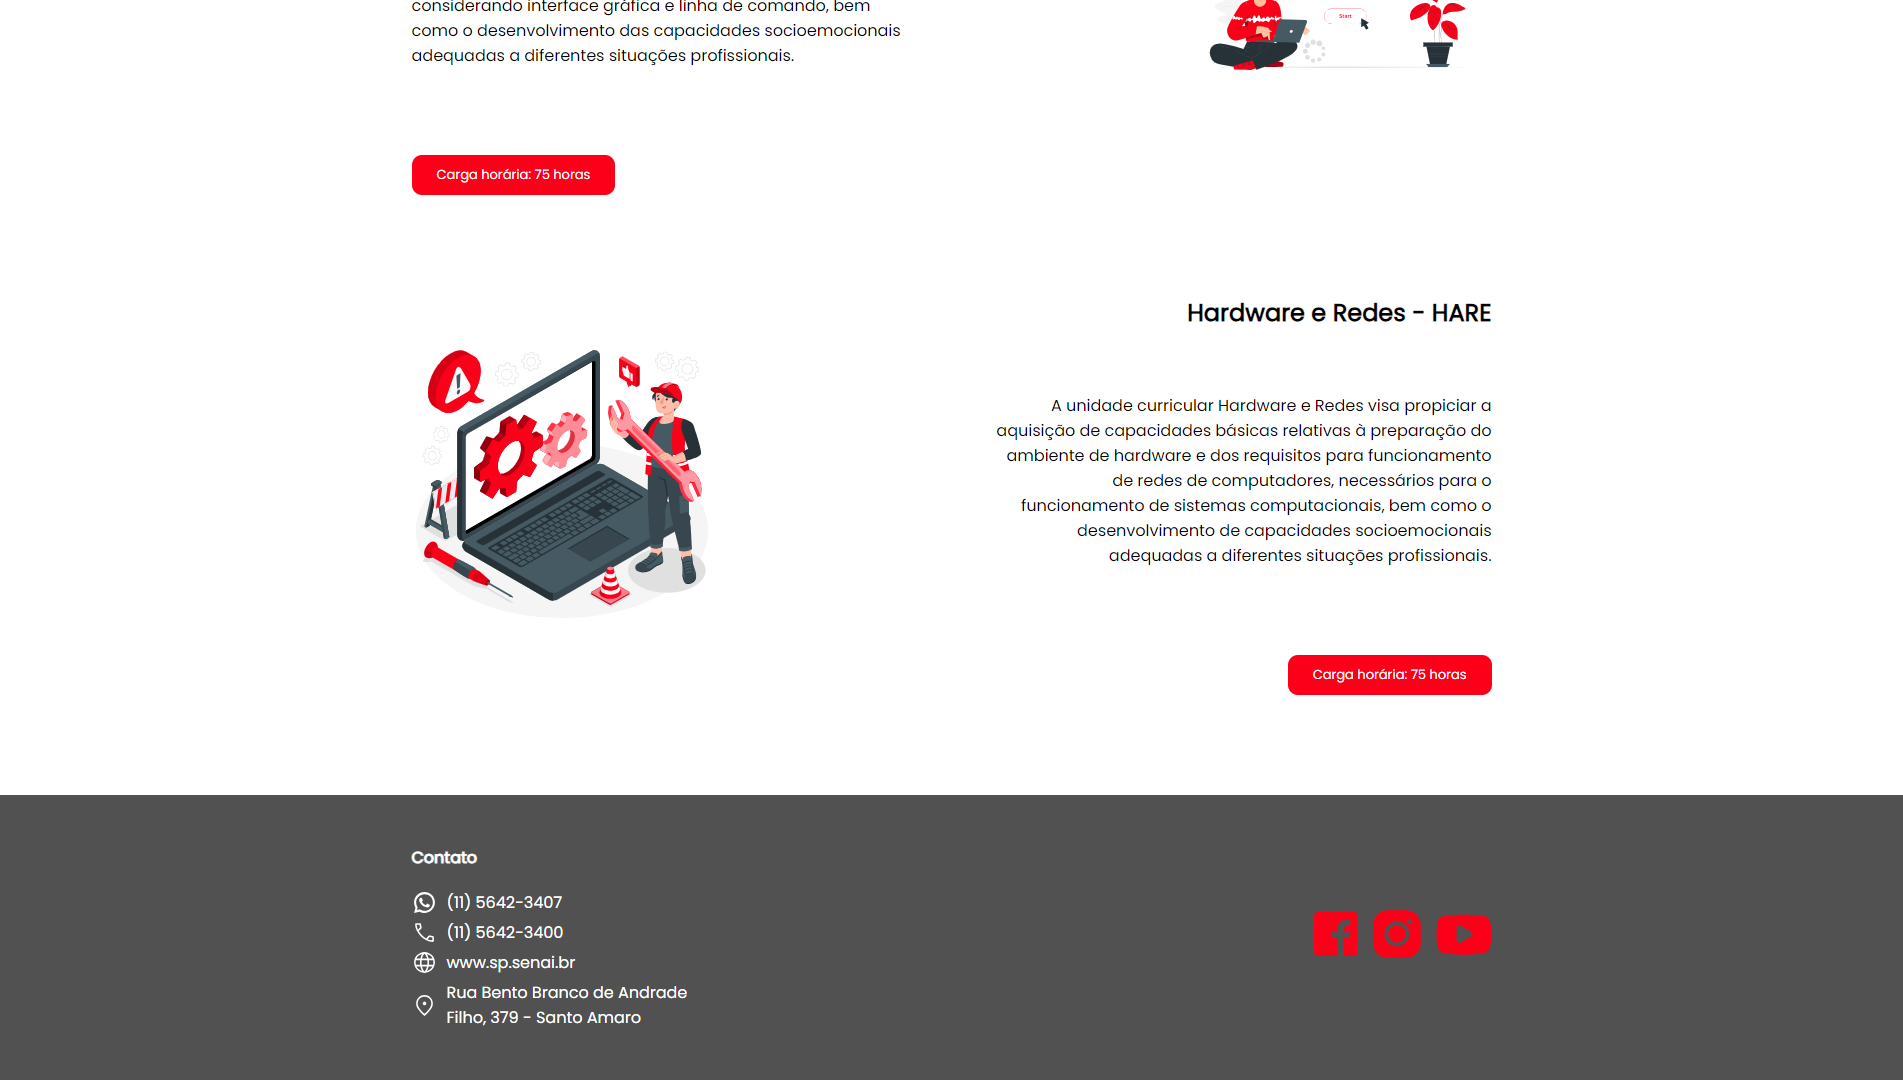 considerando interface gráfica e linha de comando, bem
como o desenvolvimento das capacidades socioemocionais
adequadas a diferentes situações profissionais.
Start
Carga horária: 75 horas
Hardware e Redes - HARE
A unidade curricular Hardware e Redes visa propiciar a
aquisição de capacidades básicas relativas à preparação do
ambiente de hardware e dos requisitos para funcionamento
de redes de computadores, necessários para o
funcionamento de sistemas computacionais, bem como o
desenvolvimento de capacidades socioemocionais
adequadas a diferentes situações profissionais.
Carga horária: 75 horas
Contato
(11) 5642-3407
(11) 5642-3400
www.sp.senai.br
Rua Bento Branco de Andrade
Filho, 379 - Santo Amaro